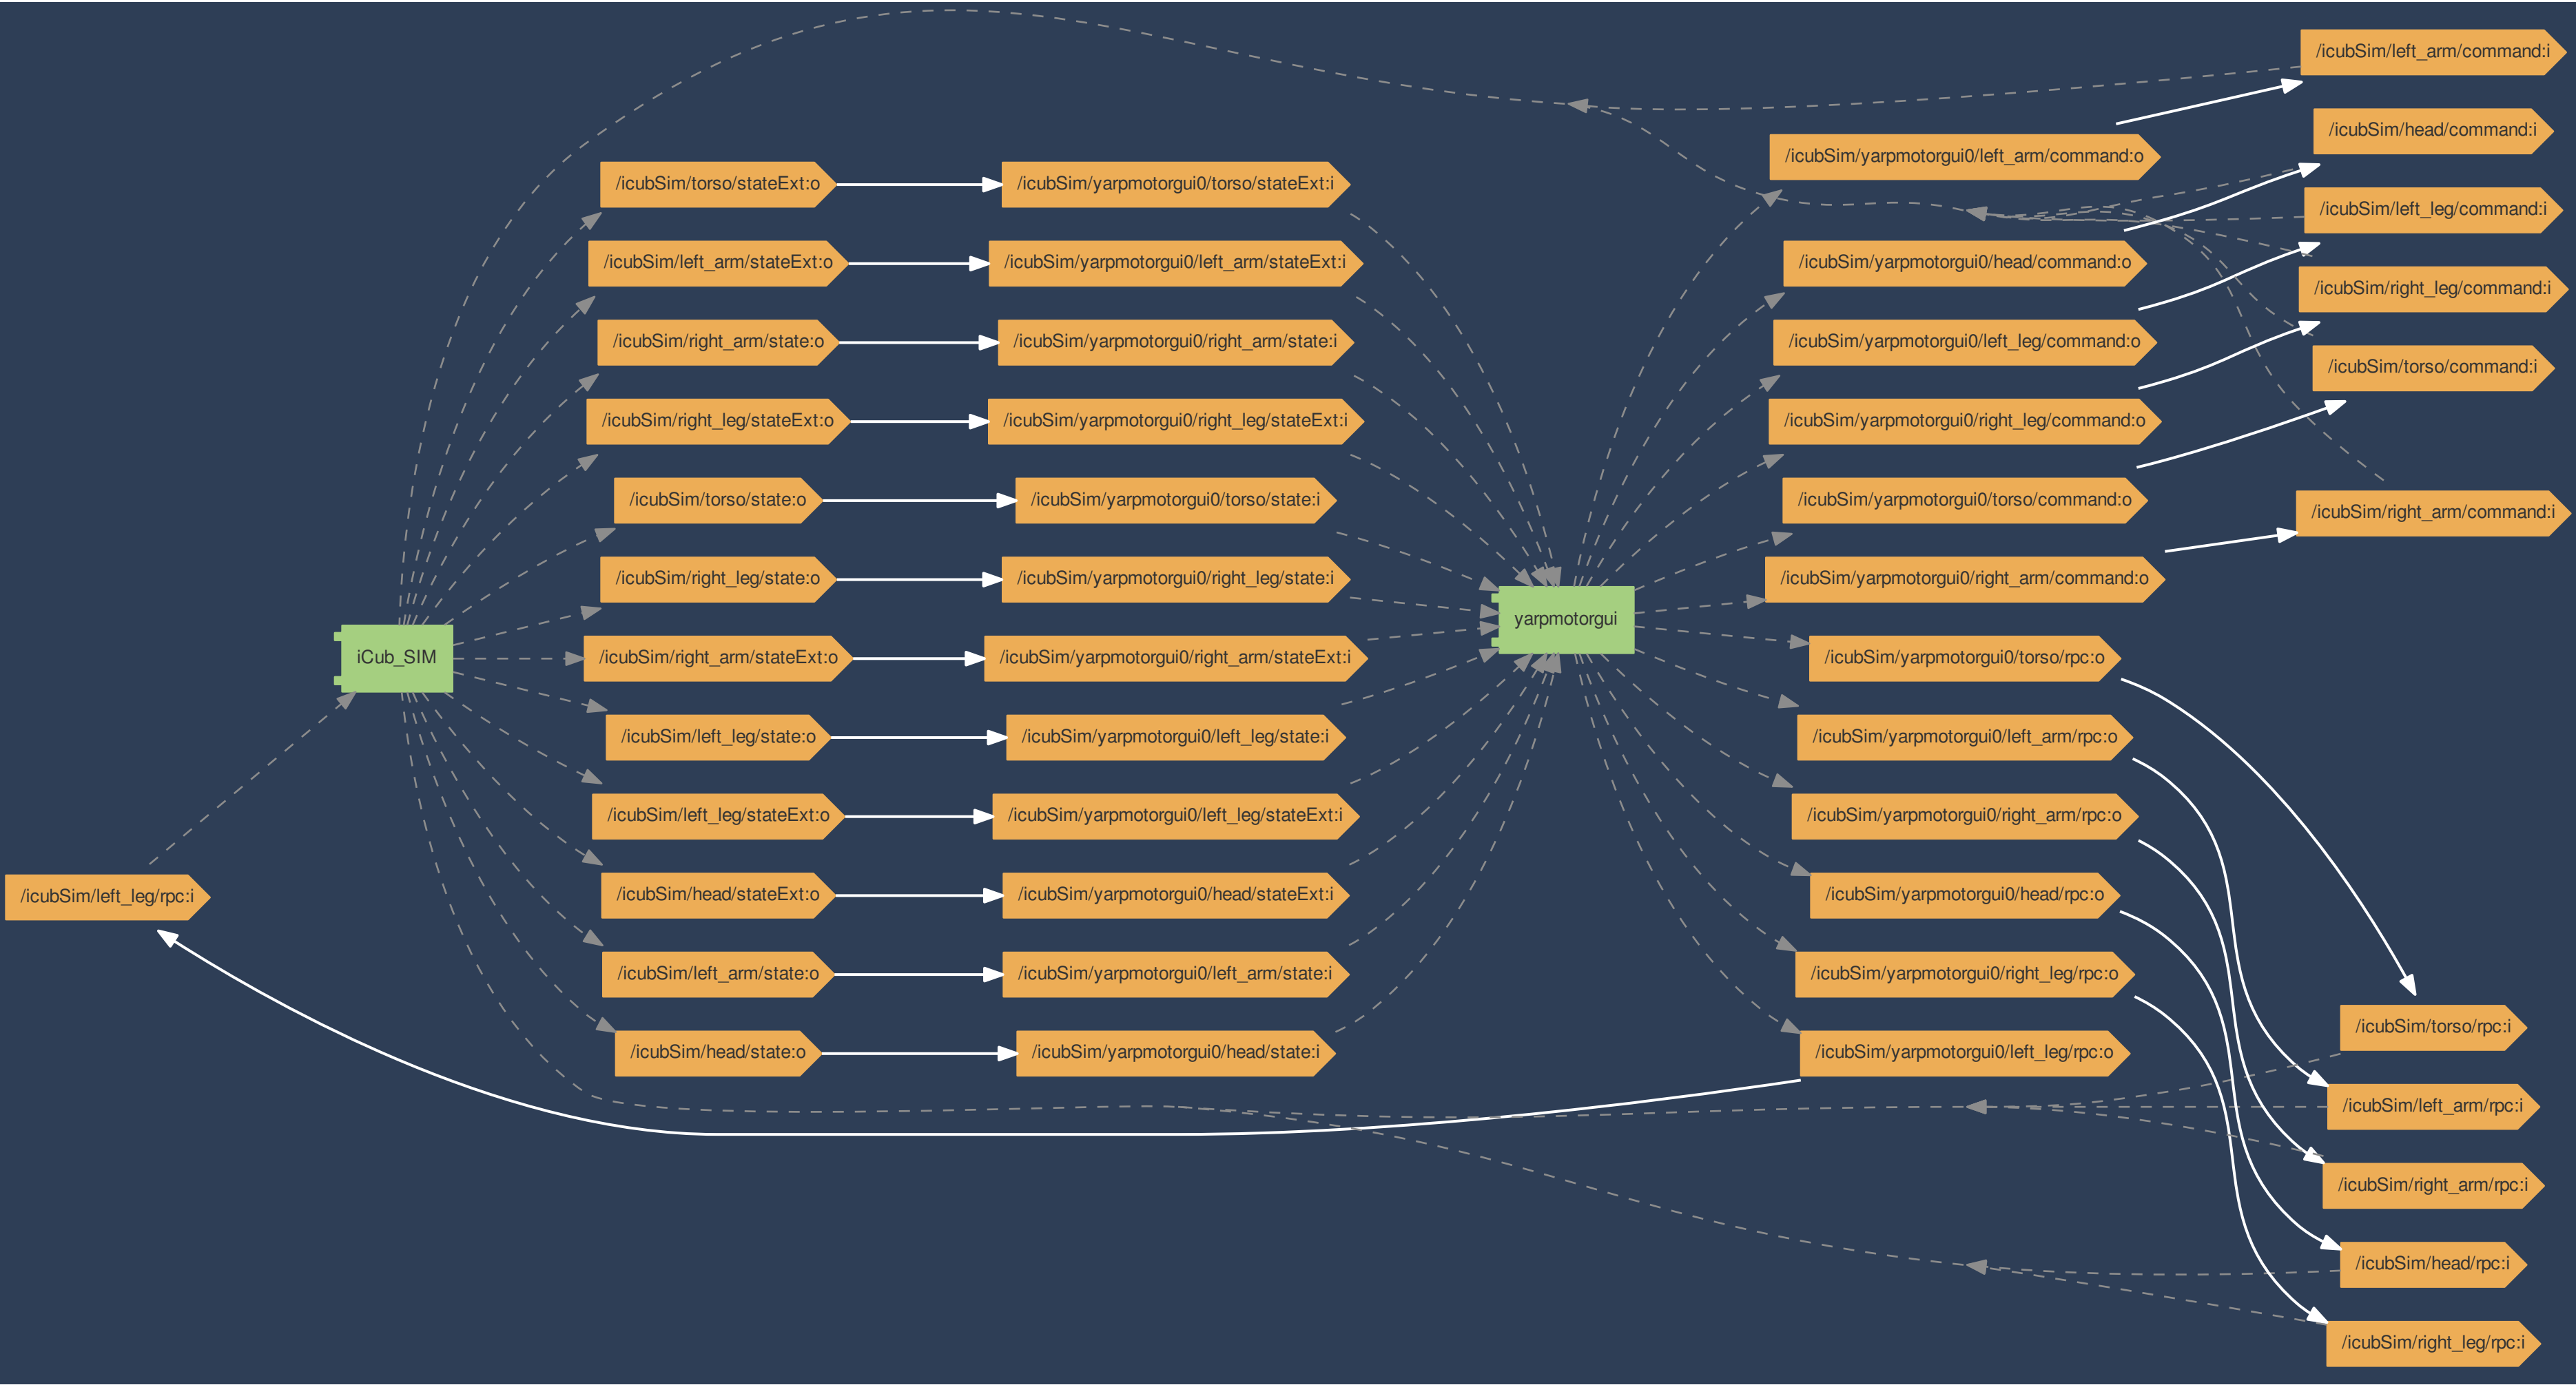 /icubSim/left_arm/command:i
/icubSim/head/command:i
/icubSim/yarpmotorgui0/left_arm/command:o
/icubSim/torso/stateExt:o
/icubSim/yarpmotorgui0/torso/stateExt:i
/icubSim/left_leg/command:i
/icubSim/left_arm/stateExt:o
/icubSim/yarpmotorgui0/left_arm/stateExt:i
/icubSim/yarpmotorgui0/head/command:o
/icubSim/right_leg/command:i
/icubSim/right_arm/state:o
/icubSim/yarpmotorgui0/right_arm/state:i
/icubSim/yarpmotorgui0/left_leg/command:o
/icubSim/torso/command:i
/icubSim/right_leg/stateExt:o
/icubSim/yarpmotorgui0/right_leg/stateExt:i
/icubSim/yarpmotorgui0/right_leg/command:o
/icubSim/torso/state:o
/icubSim/yarpmotorgui0/torso/state:i
/icubSim/yarpmotorgui0/torso/command:o
/icubSim/right_arm/command:i
/icubSim/right_leg/state:o
/icubSim/yarpmotorgui0/right_leg/state:i
/icubSim/yarpmotorgui0/right_arm/command:o
yarpmotorgui
iCub_SIM
/icubSim/right_arm/stateExt:o
/icubSim/yarpmotorgui0/right_arm/stateExt:i
/icubSim/yarpmotorgui0/torso/rpc:o
/icubSim/left_leg/state:o
/icubSim/yarpmotorgui0/left_leg/state:i
/icubSim/yarpmotorgui0/left_arm/rpc:o
/icubSim/left_leg/stateExt:o
/icubSim/yarpmotorgui0/left_leg/stateExt:i
/icubSim/yarpmotorgui0/right_arm/rpc:o
/icubSim/left_leg/rpc:i
/icubSim/head/stateExt:o
/icubSim/yarpmotorgui0/head/stateExt:i
/icubSim/yarpmotorgui0/head/rpc:o
/icubSim/left_arm/state:o
/icubSim/yarpmotorgui0/left_arm/state:i
/icubSim/yarpmotorgui0/right_leg/rpc:o
/icubSim/torso/rpc:i
/icubSim/head/state:o
/icubSim/yarpmotorgui0/head/state:i
/icubSim/yarpmotorgui0/left_leg/rpc:o
/icubSim/left_arm/rpc:i
/icubSim/right_arm/rpc:i
/icubSim/head/rpc:i
/icubSim/right_leg/rpc:i